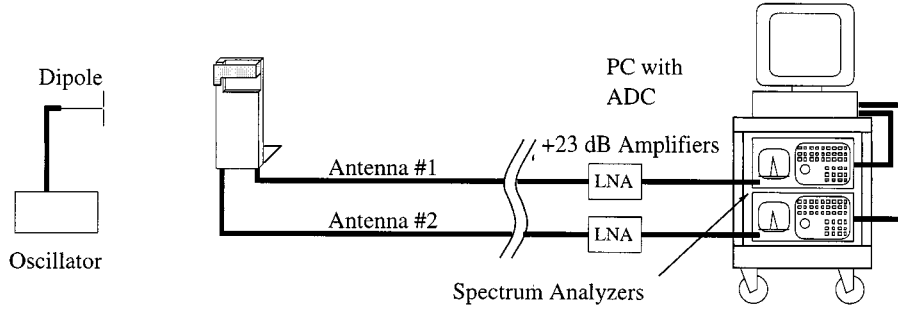 Dipole
PC with
ADC
+23 dB Amplifiers
Antenna #1
LNA
Antenna #2
LNA
Oscillator
Spectrum Analyzers